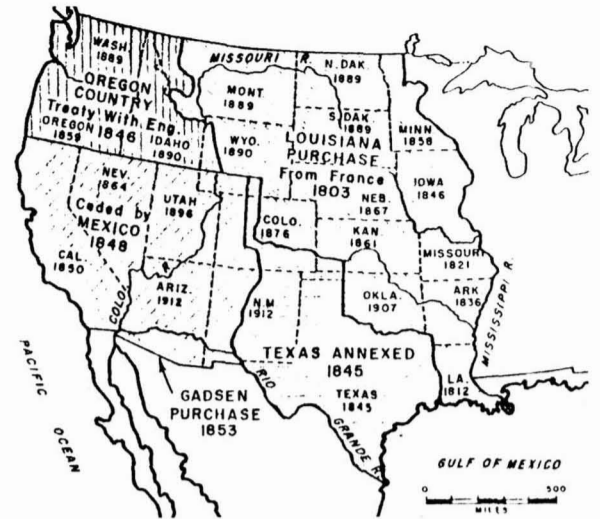 WASH.
1889
OREGON
COUNTRY
Treaty With Eng.
1846
OREGON
1859
IDAHO
1890
MISSOURI R.
MONT.
1889
N. DAK.
1889
S. DAK.
1889
WYO.
1890
LOUISIANA
PURCHASE
From France
1803
MINN
1858
IOWA
1846
NEB.
1867
NEV.
1864
UTAH
1896
Ceded by
MEXICO
1848
CAL.
1850
COLO.
1876
KAN.
1861
MISSOURI
1821
COLO. R.
ARIZ.
1912
N.M
1912
OKLA.
1907
ARK
1836
MISSISSIPPI R.
TEXAS ANNEXED
1845
TEXAS
1845
LA.
1812
RIO GRANDE R.
GADSEN
PURCHASE
1853
PACIFIC
OCEAN
GULF OF MEXICO
0 500
MILES